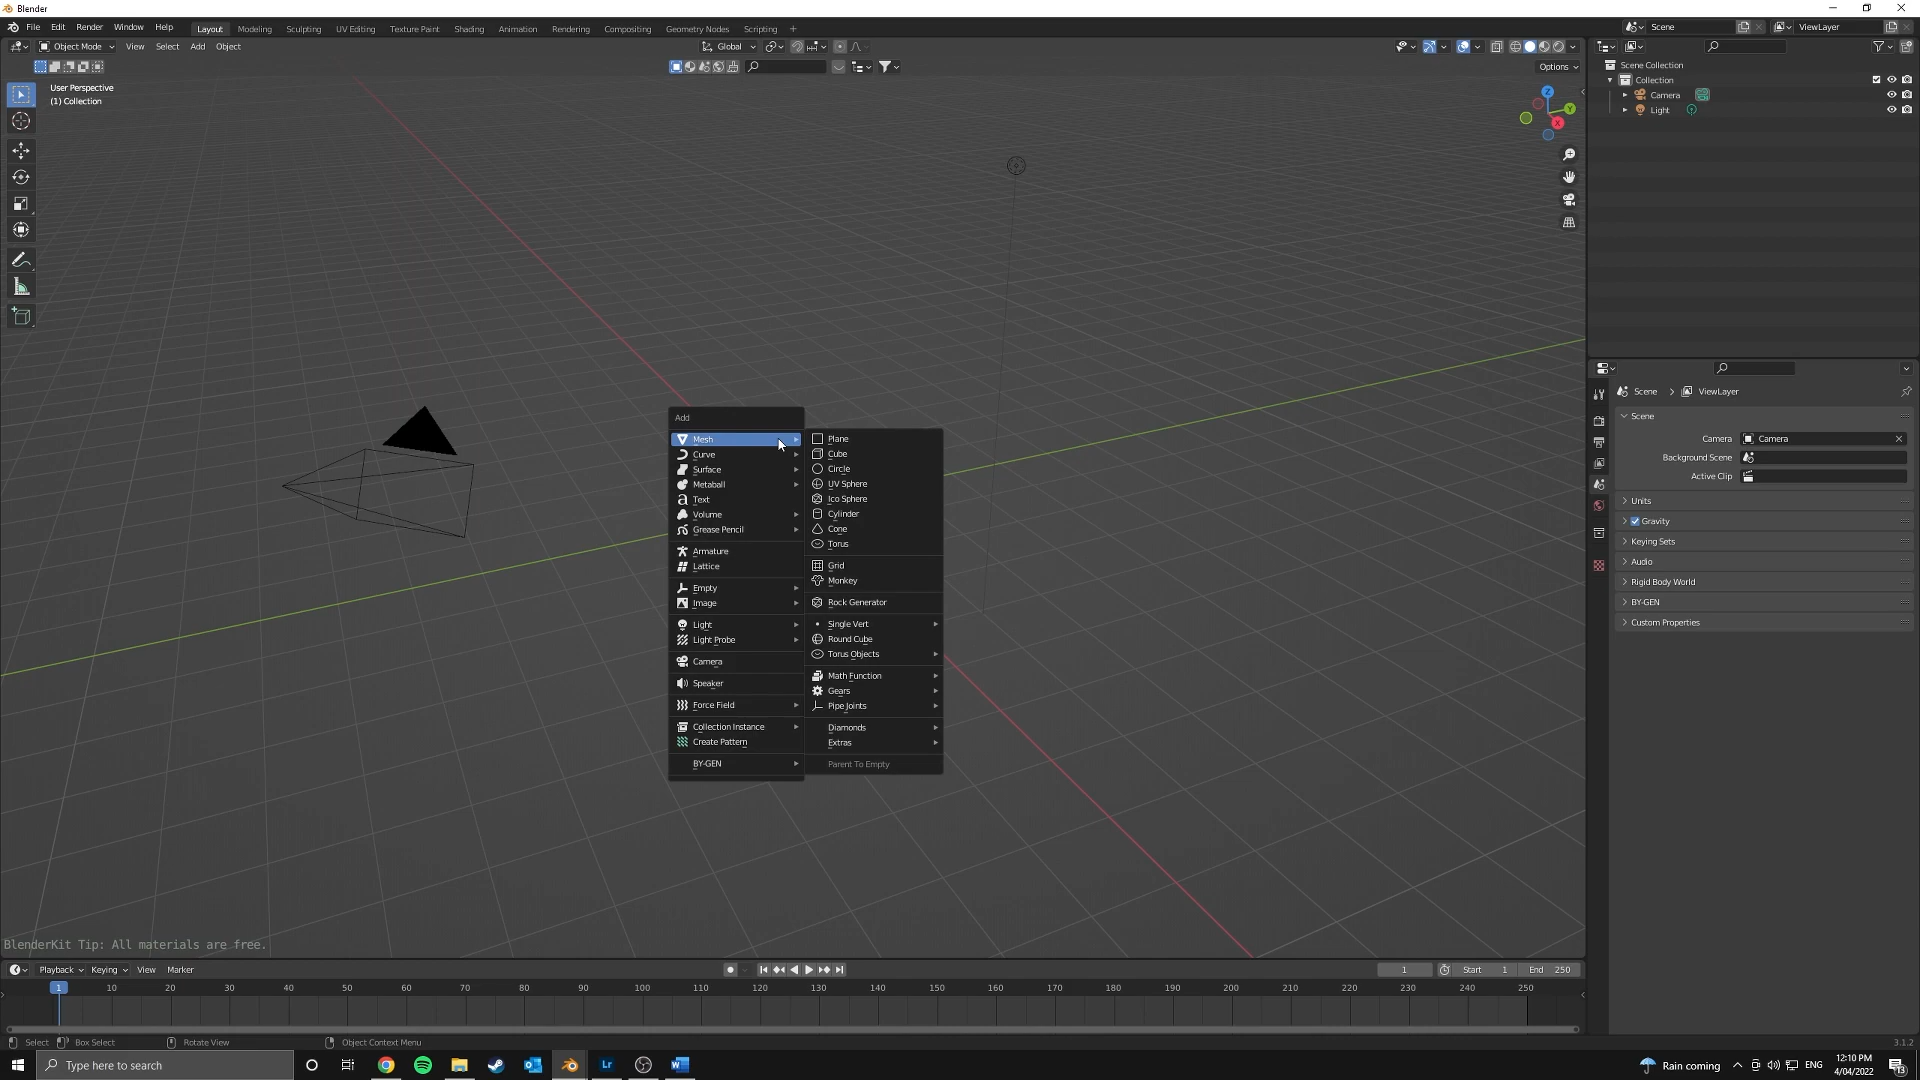 Blender
File Edit Render Window Help Layout Modeling Sculpting UV Editing Texture Paint Shading Animation Rendering Compositing Geometry Nodes Scripting + Scene ViewLayer
Object Mode View Select Add Object Global
Options
User Perspective
(1) Collection
Z
Y
X
Scene Collection
Collection
Camera
Light
Scene > ViewLayer
Scene
Camera Camera
Background Scene
Active Clip
Units
Gravity
Keying Sets
Audio
Rigid Body World
BY-GEN
Custom Properties
Add
Mesh
Curve
Surface
Metaball
Text
Volume
Grease Pencil
Armature
Lattice
Empty
Image
Light
Light Probe
Camera
Speaker
Force Field
Collection Instance
Create Pattern
BY-GEN
Plane
Cube
Circle
UV Sphere
Ico Sphere
Cylinder
Cone
Torus
Grid
Monkey
Rock Generator
Single Vert
Round Cube
Torus Objects
Math Function
Gears
Pipe Joints
Diamonds
Extras
Parent To Empty
BlenderKit Tip: All materials are free.
Playback Keying View Marker 1 Start 1 End 250
1 10 20 30 40 50 60 70 80 90 100 110 120 130 140 150 160 170 180 190 200 210 220 230 240 250
Select Box Select Rotate View Object Context Menu 3.1.2
Type here to search Lr Rain coming ENG 12:10 PM
4/04/2022